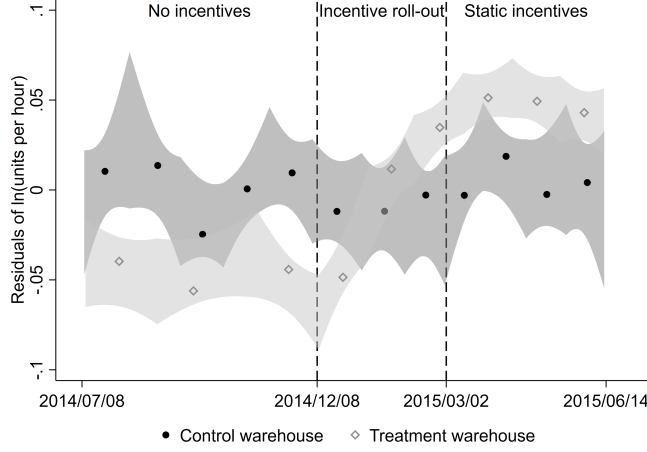 No incentives
Incentive roll-out
Static incentives
.1
.05
0
-.05
-.1
Residuals of ln(units per hour)
2014/07/08
2014/12/08
2015/03/02
2015/06/14
Control warehouse
Treatment warehouse